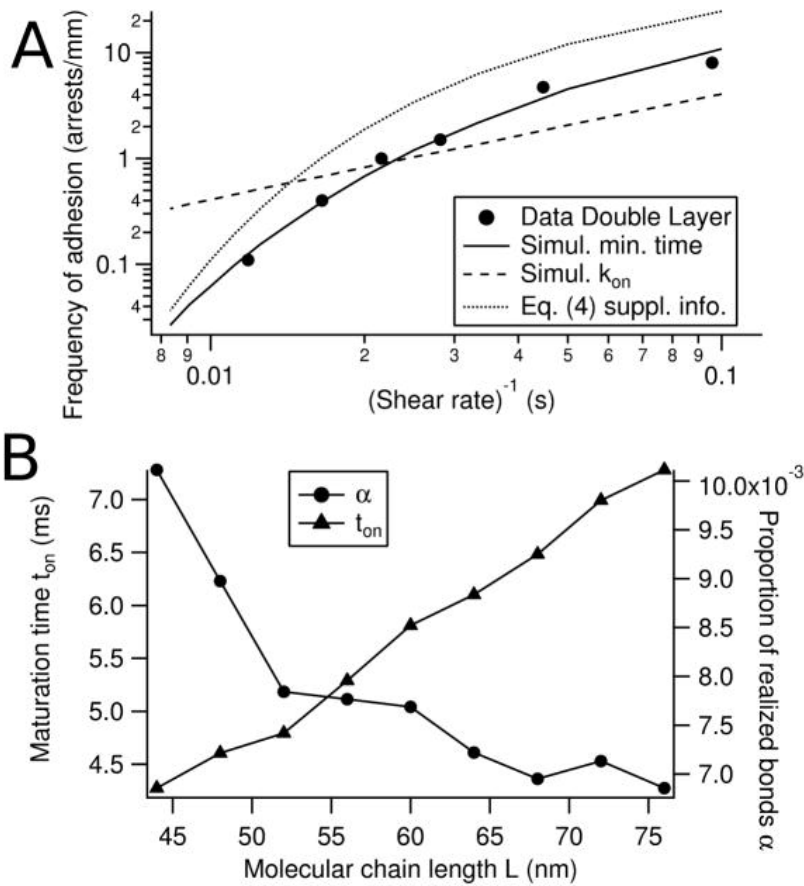 A
Frequency of adhesion (arrests/mm)
2
10
4
2
1
4
2
0.1
4
Data Double Layer
Simul. min. time
Simul. kon
Eq. (4) suppl. info.
8 9 2 3 4 5 6 7 8 9
0.01 0.1
(Shear rate)-1 (s)
B
Maturation time ton (ms)
7.0
6.5
6.0
5.5
5.0
4.5
α
ton
10.0x10-3
9.5
9.0
8.5
8.0
7.5
7.0
Proportion of realized bonds α
45 50 55 60 65 70 75
Molecular chain length L (nm)